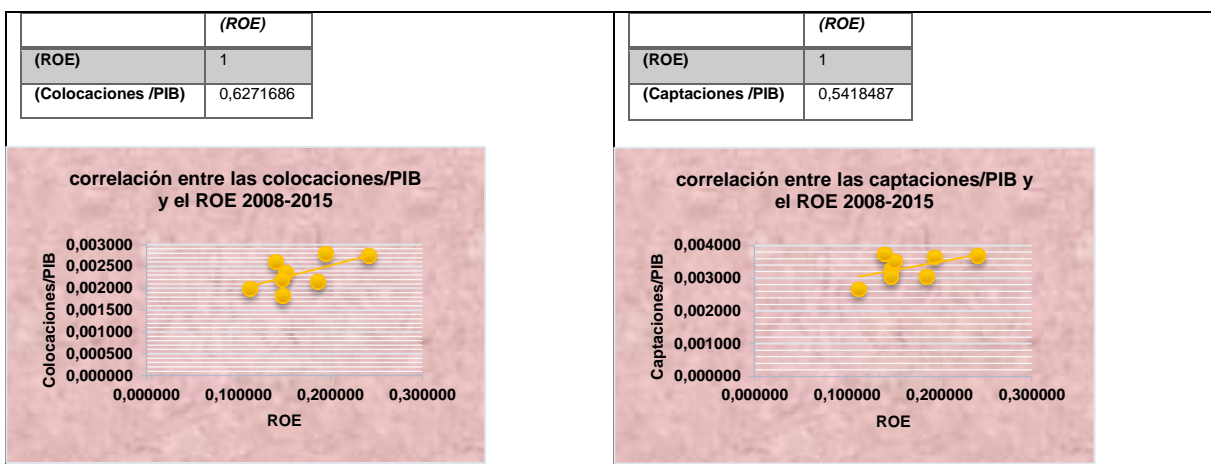 (ROE)
(ROE) 1
(Colocaciones /PIB) 0,6271686
correlación entre las colocaciones/PIB
y el ROE 2008-2015
Colocaciones/PIB
0,003000
0,002500
0,002000
0,001500
0,001000
0,000500
0,000000
0,000000 0,100000 0,200000 0,300000
ROE
(ROE)
(ROE) 1
(Captaciones /PIB) 0,5418487
correlación entre las captaciones/PIB y
el ROE 2008-2015
Captaciones/PIB
0,004000
0,003000
0,002000
0,001000
0,000000
0,000000 0,100000 0,200000 0,300000
ROE